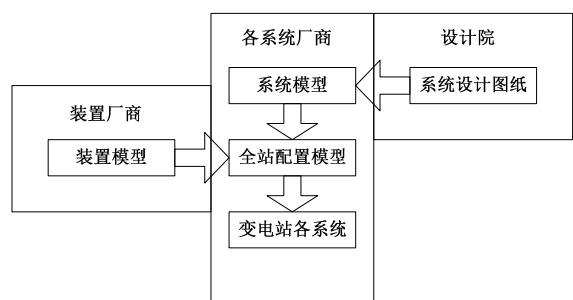 各系统厂商
设计院
系统模型
系统设计图纸
装置厂商
装置模型
全站配置模型
变电站各系统